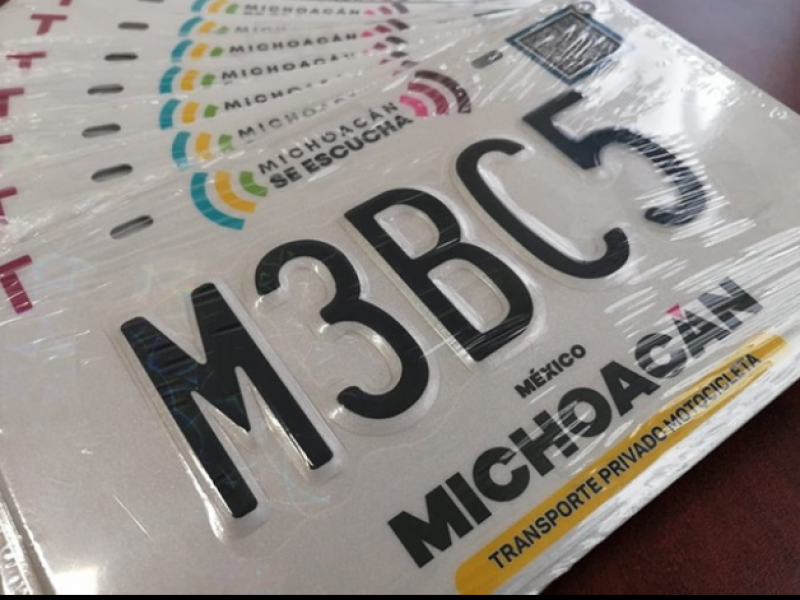 MICHOACÁN
MICHOACÁN
MICHOACÁN
MICHOACÁN
MICHOACÁN
MICHOACÁN
SE ESCUCHA
M3BC5
MÉXICO
MICHOACÁN
TRANSPORTE PRIVADO MOTOCICLETA
T
T
T
T
T
T